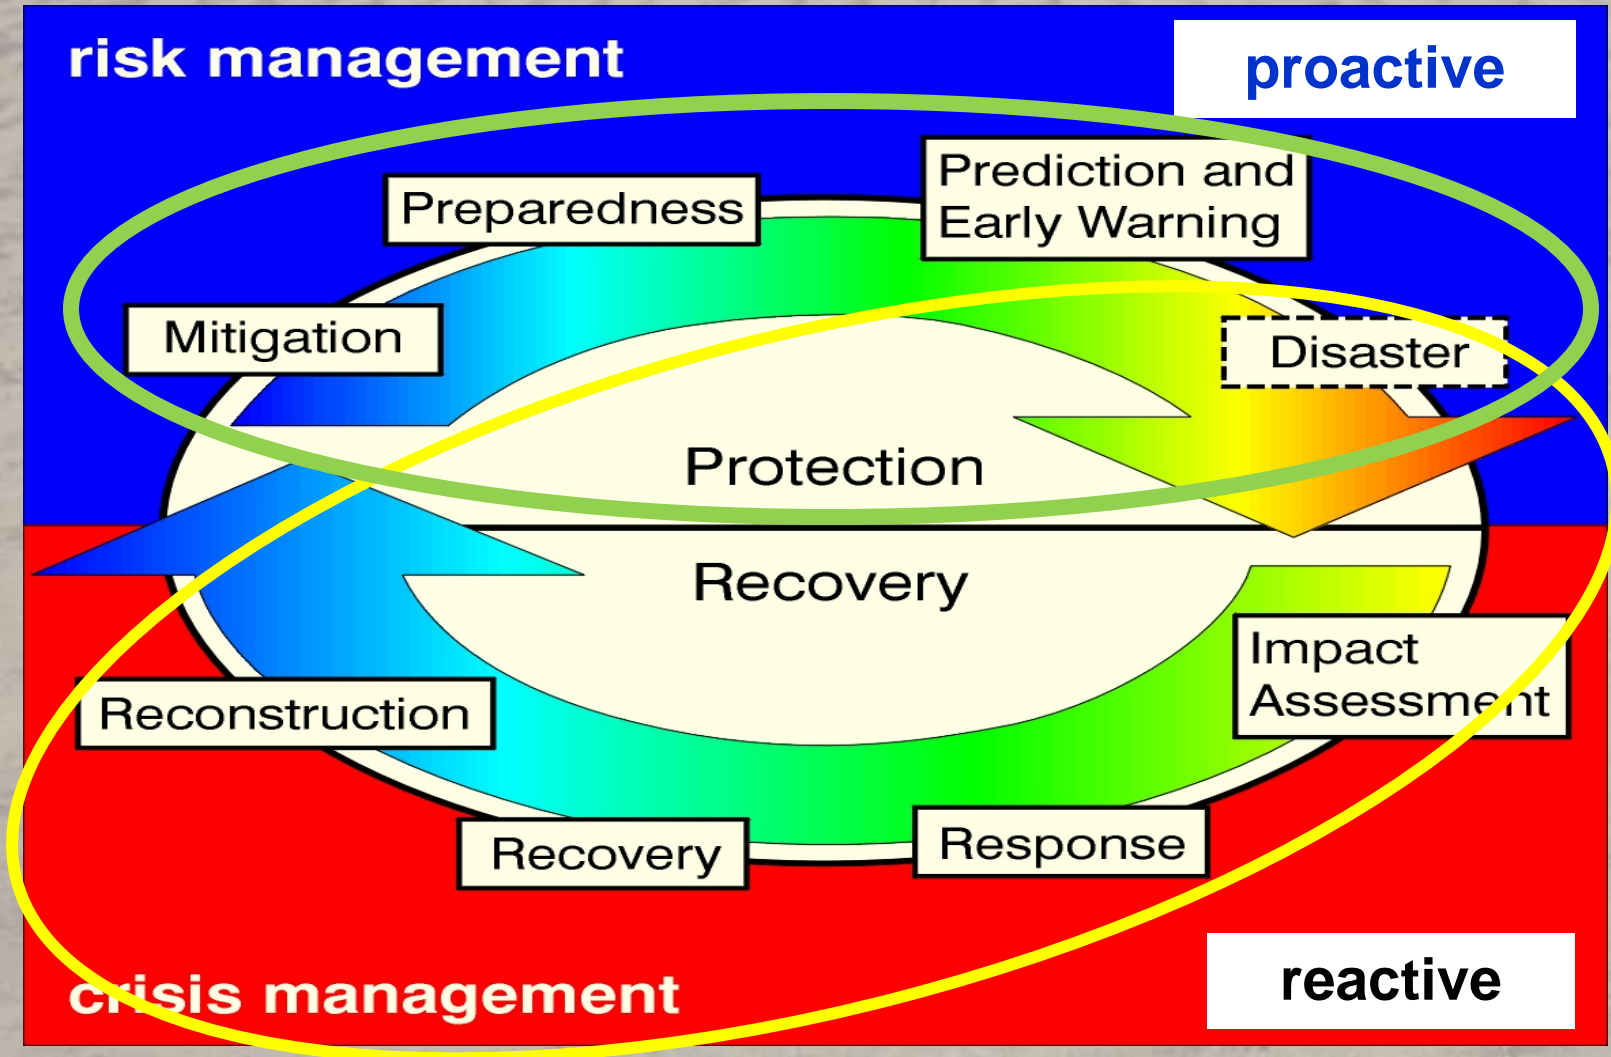 risk management
proactive
Preparedness
Prediction and
Early Warning
Mitigation
Disaster
Protection
Recovery
Impact
Assessment
Reconstruction
Recovery
Response
crisis management
reactive